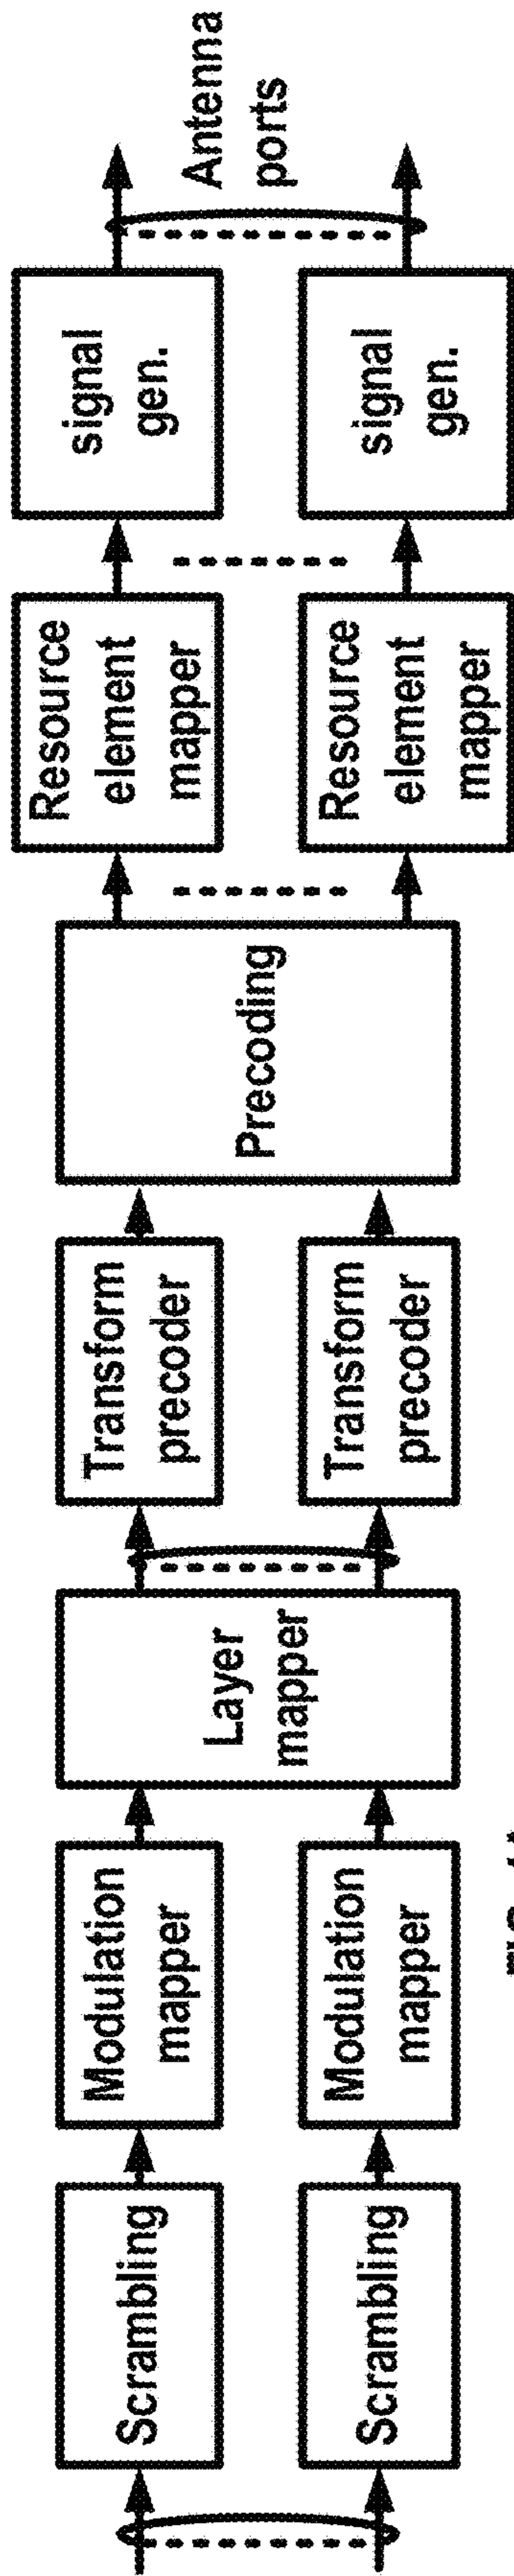 Scrambling
Scrambling
Modulation
mapper
Modulation
mapper
Layer
mapper
Transform
precoder
Transform
precoder
Precoding
Resource
element
mapper
Resource
element
mapper
signal
gen.
signal
gen.
Antenna
ports